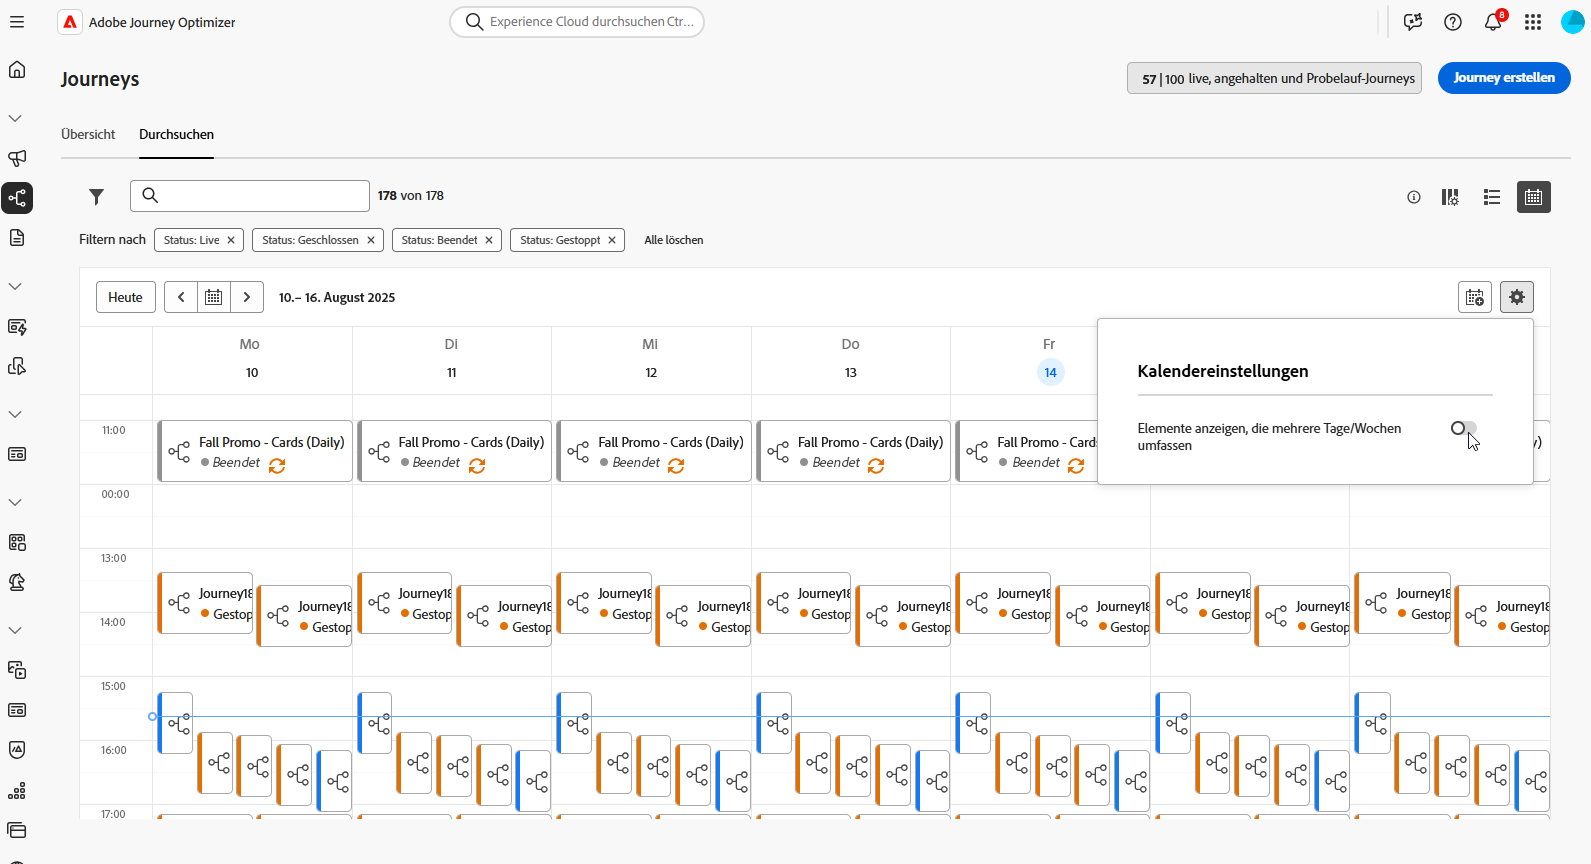 Adobe Journey Optimizer
Experience Cloud durchsuchen Ctr...
8
Journeys
57 | 100 live, angehalten und Probelauf-Journeys
Journey erstellen
Übersicht
Durchsuchen
178 von 178
Filtern nach
Status: Live
Status: Geschlossen
Status: Beendet
Status: Gestoppt
Alle löschen
Heute
10.– 16. August 2025
Mo
Di
Mi
Do
Fr
10
11
12
13
14
Kalendereinstellungen
Elemente anzeigen, die mehrere Tage/Wochen
umfassen
11:00
Fall Promo - Cards (Daily)
Beendet
Fall Promo - Cards (Daily)
Beendet
Fall Promo - Cards (Daily)
Beendet
Fall Promo - Cards (Daily)
Beendet
Fall Promo - Cards
Beendet
y)
00:00
13:00
Journey18
Gestop
Journey18
Gestop
Journey18
Gestop
Journey18
Gestop
Journey18
Gestop
Journey18
Gestop
Journey18
Gestop
Journey18
Gestop
Journey18
Gestop
Journey18
Gestop
Journey18
Gestop
Journey18
Gestop
Journey18
Gestop
Journey18
Gestop
14:00
15:00
16:00
17:00